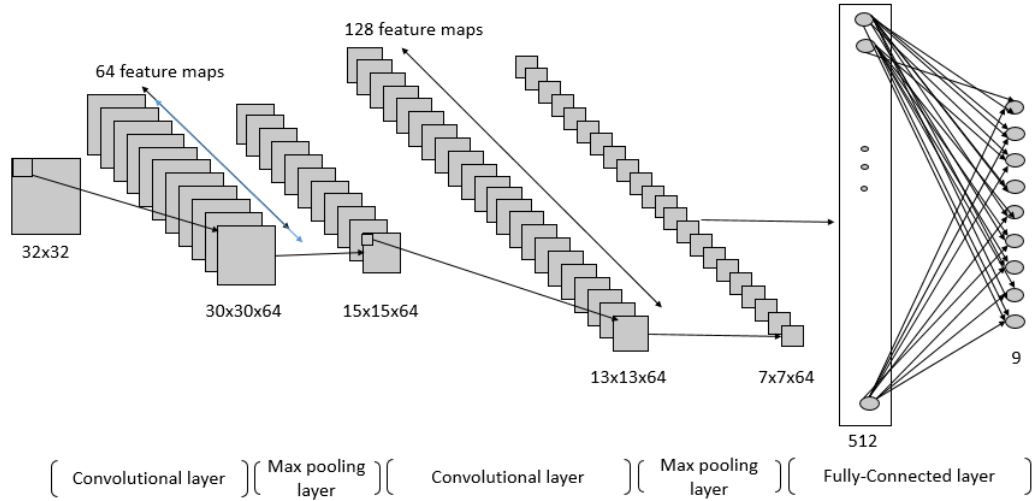 128 feature maps
64 feature maps
32x32
30x30x64
15x15x64
13x13x64
7x7x64
9
512
Convolutional layer
Max pooling
layer
Convolutional layer
Max pooling
layer
Fully-Connected layer